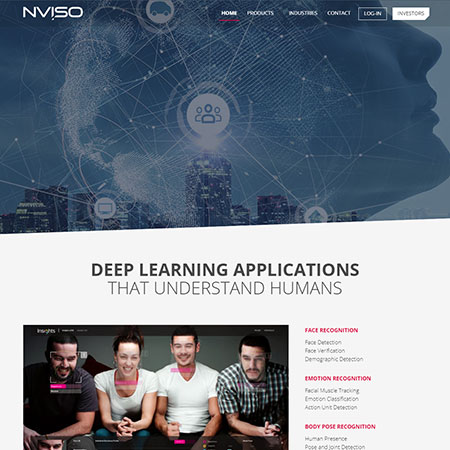 NVISO
HOME PRODUCTS INDUSTRIES CONTACT LOG-IN INVESTORS
DEEP LEARNING APPLICATIONS
THAT UNDERSTAND HUMANS
Insights
FACE RECOGNITION
Face Detection
Face Verification
Demographic Detection
EMOTION RECOGNITION
Facial Muscle Tracking
Emotion Classification
Action Unit Detection
BODY POSE RECOGNITION
Human Presence
Pose and Joint Detection